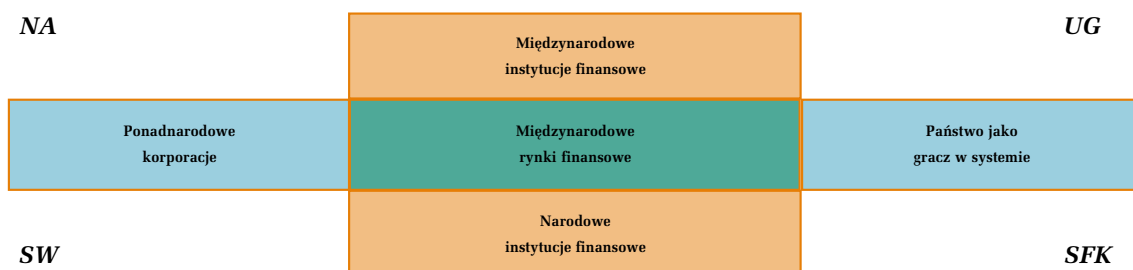 NA
Międzynarodowe
instytucje finansowe
UG
Ponadnarodowe
korporacje
Międzynarodowe
rynki finansowe
Państwo jako
gracz w systemie
SW
Narodowe
instytucje finansowe
SFK